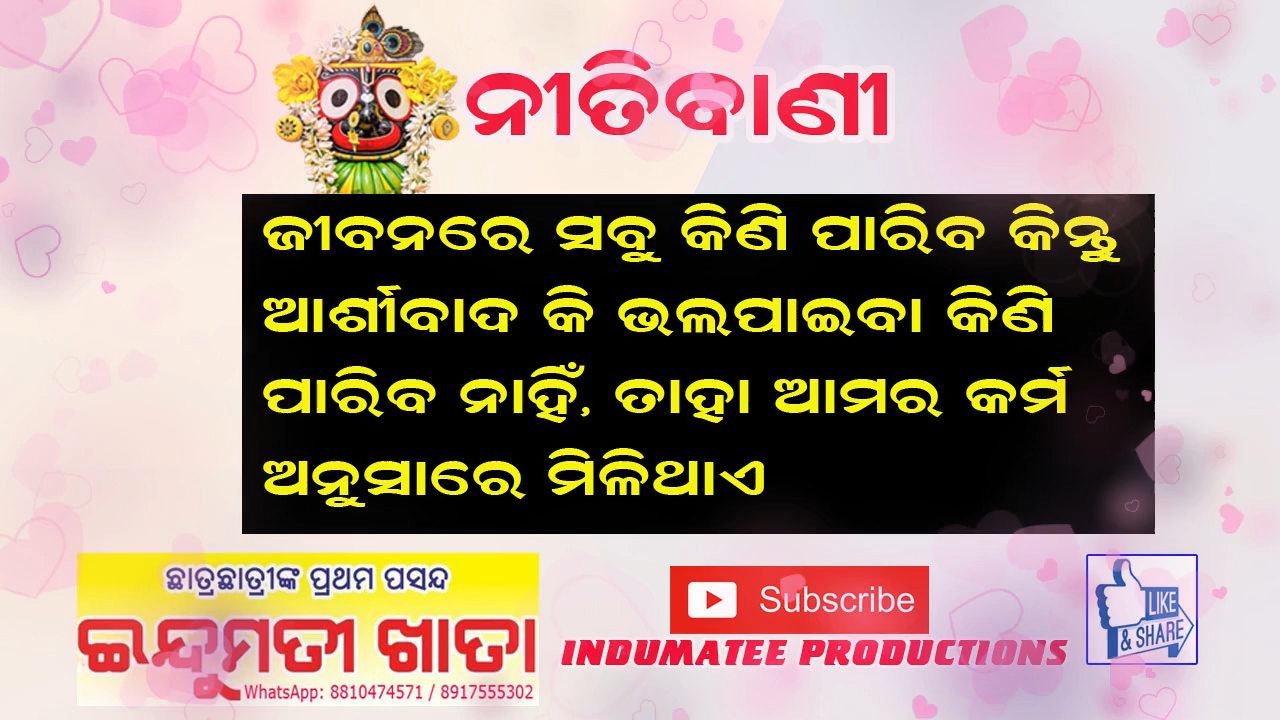 ନୀତିବାଣୀ
ଜୀବନରେ ସବୁ କିଣି ପାରିବ କିନ୍ତୁ
ଆର୍ଶୀବାଦ କି ଭଲପାଇବା କିଣି
ପାରିବ ନାହିଁ, ତାହା ଆମର କର୍ମ
ଅନୁସାରେ ମିଳିଥାଏ
ଛାତ୍ରଛାତ୍ରୀଙ୍କ ପ୍ରଥମ ପସନ୍ଦ
ଇନ୍ଦୁମତୀ ଖାତା
WhatsApp: 8810474571 / 8917555302
Subscribe
INDUMATEE PRODUCTIONS
LIKE
& SHARE